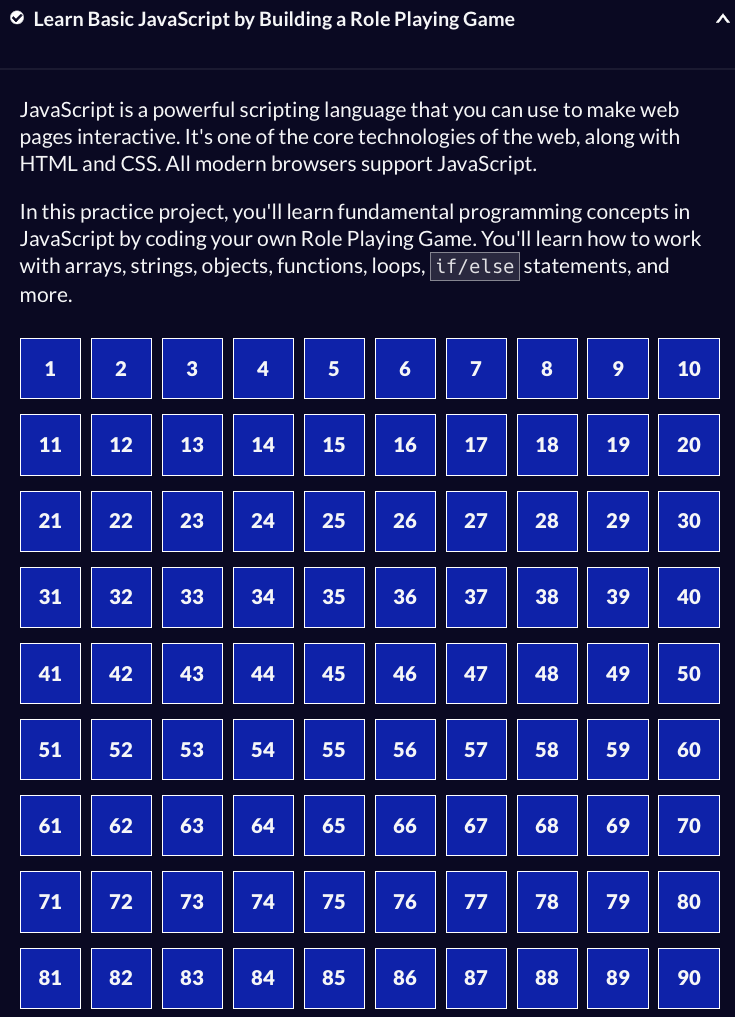 Learn Basic JavaScript by Building a Role Playing Game
JavaScript is a powerful scripting language that you can use to make web
pages interactive. It's one of the core technologies of the web, along with
HTML and CSS. All modern browsers support JavaScript.
In this practice project, you'll learn fundamental programming concepts in
JavaScript by coding your own Role Playing Game. You'll learn how to work
with arrays, strings, objects, functions, loops, if/else statements, and
more.
1 2 3 4 5 6 7 8 9 10
11 12 13 14 15 16 17 18 19 20
21 22 23 24 25 26 27 28 29 30
31 32 33 34 35 36 37 38 39 40
41 42 43 44 45 46 47 48 49 50
51 52 53 54 55 56 57 58 59 60
61 62 63 64 65 66 67 68 69 70
71 72 73 74 75 76 77 78 79 80
81 82 83 84 85 86 87 88 89 90